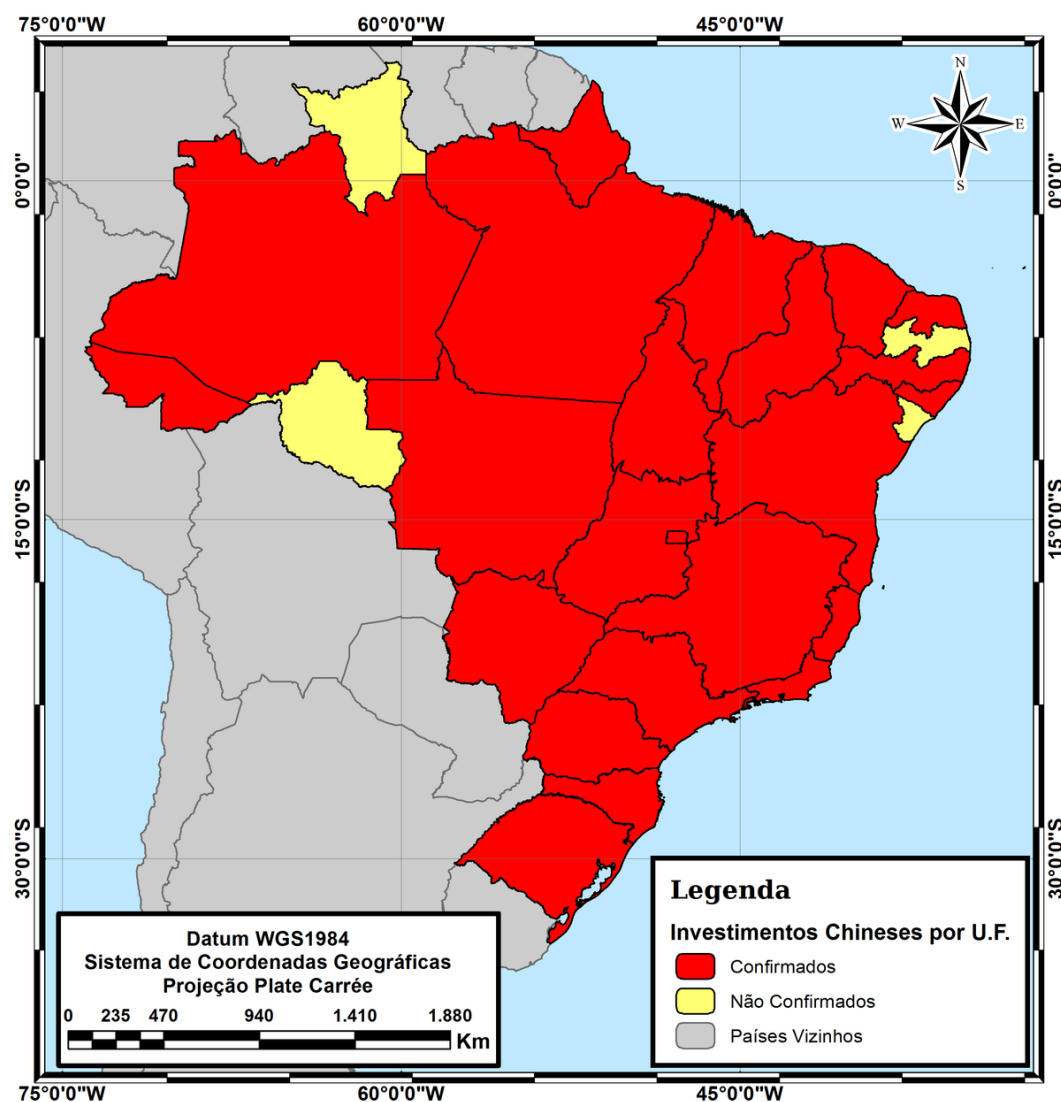 75°0'0"W 60°0'0"W 45°0'0"W
N
W E
S
0°0'0" 0°0'0"
15°0'0"S 15°0'0"S
30°0'0"S 30°0'0"S
Legenda
Investimentos Chineses por U.F.
Confirmados
Não Confirmados
Países Vizinhos
Datum WGS1984
Sistema de Coordenadas Geográficas
Projeção Plate Carrée
0 235 470 940 1.410 1.880
Km
75°0'0"W 60°0'0"W 45°0'0"W